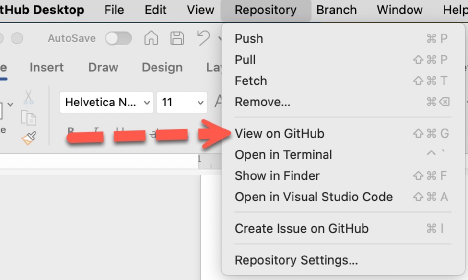 tHub Desktop File Edit View Repository Branch Window Help
AutoSave
Insert Draw Design La
Helvetica N... 11 A
B I U
1
Push ⌘ P
Pull ⇧ ⌘ P
Fetch ⇧ ⌘ T
Remove... ⌘ ⌫
View on GitHub ⇧ ⌘ G
Open in Terminal ⌃ `
Show in Finder ⇧ ⌘ F
Open in Visual Studio Code ⇧ ⌘ A
Create Issue on GitHub ⌘ I
Repository Settings...